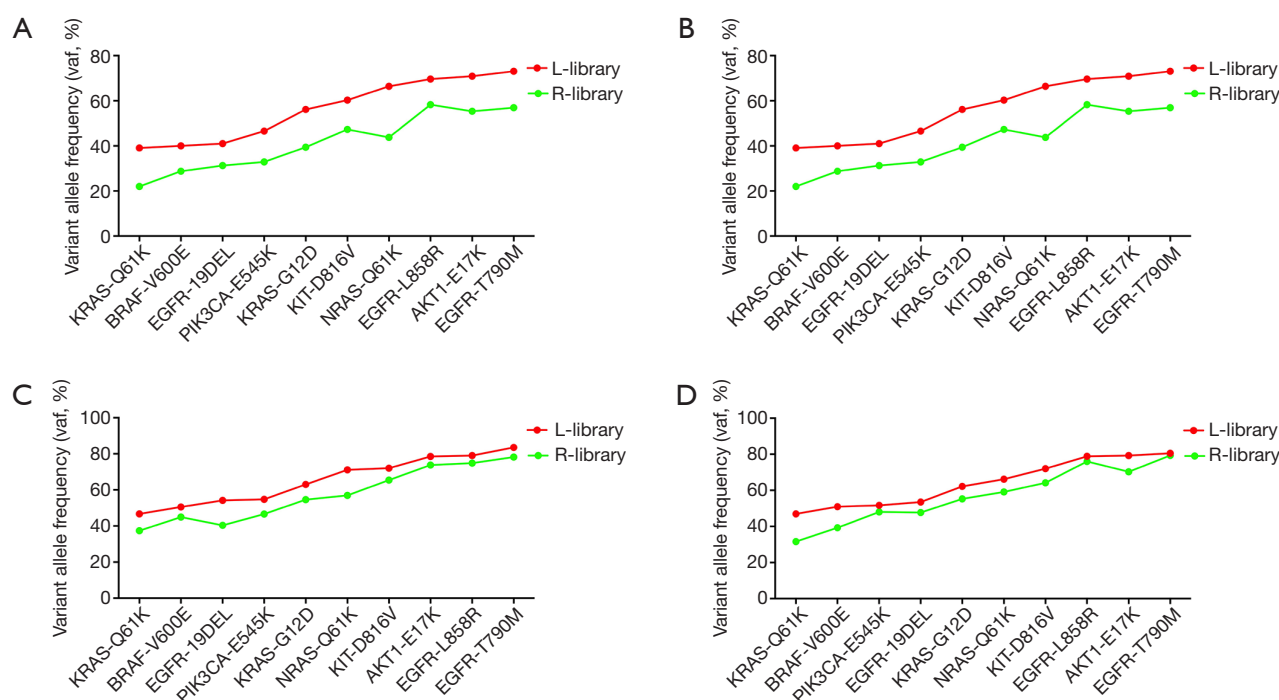 A
Variant allele frequency (vaf, %)
80
60
40
20
0
L-library
R-library
KRAS-Q61K
BRAF-V600E
EGFR-19DEL
PIK3CA-E545K
KRAS-G12D
KIT-D816V
NRAS-Q61K
EGFR-L858R
AKT1-E17K
EGFR-T790M
B
Variant allele frequency (vaf, %)
80
60
40
20
0
L-library
R-library
KRAS-Q61K
BRAF-V600E
EGFR-19DEL
PIK3CA-E545K
KRAS-G12D
KIT-D816V
NRAS-Q61K
EGFR-L858R
AKT1-E17K
EGFR-T790M
C
Variant allele frequency (vaf, %)
100
80
60
40
20
0
L-library
R-library
KRAS-Q61K
BRAF-V600E
EGFR-19DEL
PIK3CA-E545K
KRAS-G12D
NRAS-Q61K
KIT-D816V
AKT1-E17K
EGFR-L858R
EGFR-T790M
D
Variant allele frequency (vaf, %)
100
80
60
40
20
0
L-library
R-library
KRAS-Q61K
BRAF-V600E
PIK3CA-E545K
EGFR-19DEL
KRAS-G12D
NRAS-Q61K
KIT-D816V
EGFR-L858R
AKT1-E17K
EGFR-T790M